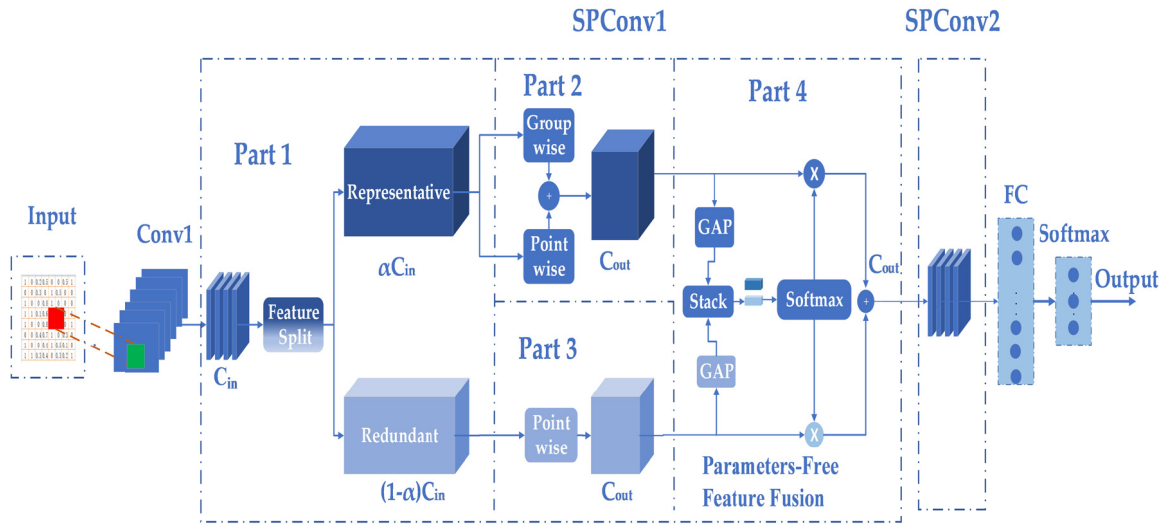 SPConv1
SPConv2
Part 1
Part 2
Part 4
Group
wise
Representative
+
X
Input
Conv1
GAP
FC
Softmax
Point
wise
αCin
Cout
Cout
Output
Feature
Split
Stack
Softmax
+
Cin
Part 3
GAP
Redundant
Point
wise
X
(1-α)Cin
Cout
Parameters-Free
Feature Fusion